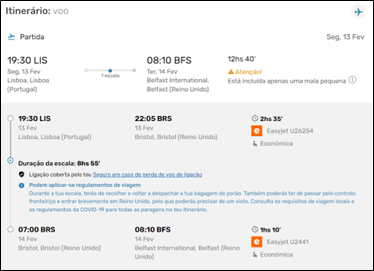 Itinerário: voo
Partida
Seg, 13 Fev
19:30 LIS
Seg, 13 Fev
Lisboa, Lisboa
(Portugal)
1 escala
08:10 BFS
Ter, 14 Fev
Belfast International,
Belfast (Reino Unido)
12hs 40'
Atenção!
Está incluída apenas uma mala pequena
19:30 LIS
13 Fev
Lisboa, Lisboa (Portugal)
22:05 BRS
13 Fev
Bristol, Bristol (Reino Unido)
2hs 35'
Easyjet U26254
Económica
Duração da escala: 8hs 55'
Ligação coberta pelo teu Seguro em caso de perda de voo de ligação
Podem aplicar-se regulamentos de viagem
Durante a tua escala, terás de recolher e voltar a despachar a tua bagagem de porão. Também poderás ter de passar pelo controlo
fronteiriço e entrar brevemente em Reino Unido, pelo que poderás precisar de um visto. Consulta os requisitos de viagem locais e
os regulamentos da COVID-19 para todas as paragens no teu itinerário.
07:00 BRS
14 Fev
Bristol, Bristol (Reino Unido)
08:10 BFS
14 Fev
Belfast International, Belfast (Reino Unido)
1hs 10'
Easyjet U2441
Económica